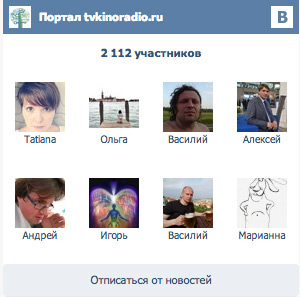 Портал tvkinoradio.ru B
2 112 участников
Tatiana Ольга Василий Алексей
Андрей Игорь Василий Марианна
Отписаться от новостей